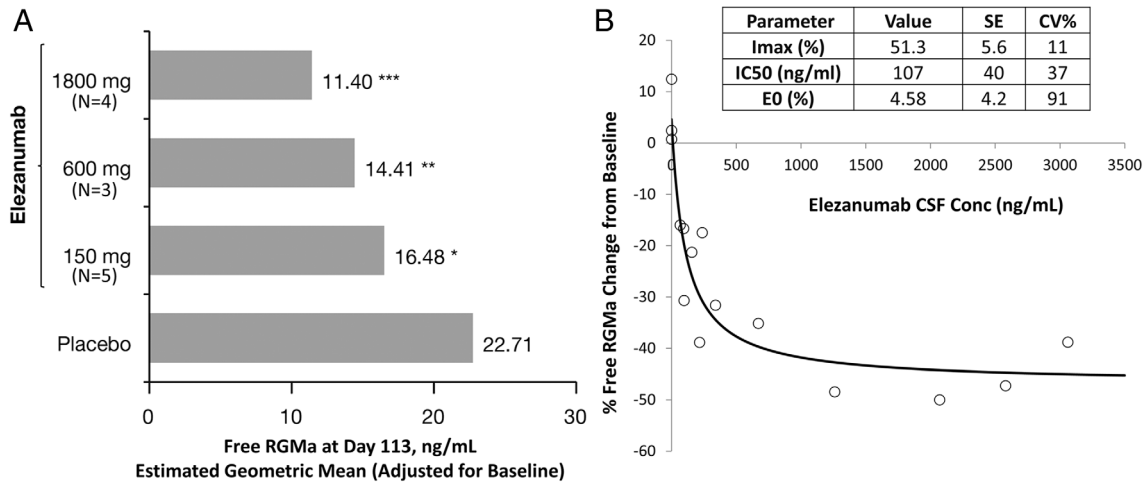 A
Elezanumab
1800 mg
(N=4)
11.40 ***
600 mg
(N=3)
14.41 **
150 mg
(N=5)
16.48 *
Placebo
22.71
0 10 20 30
Free RGMa at Day 113, ng/mL
Estimated Geometric Mean (Adjusted for Baseline)
B
Parameter Value SE CV%
Imax (%) 51.3 5.6 11
IC50 (ng/ml) 107 40 37
E0 (%) 4.58 4.2 91
% Free RGMa Change from Baseline
20
10
0
-10
-20
-30
-40
-50
-60
0 500 1000 1500 2000 2500 3000 3500
Elezanumab CSF Conc (ng/mL)